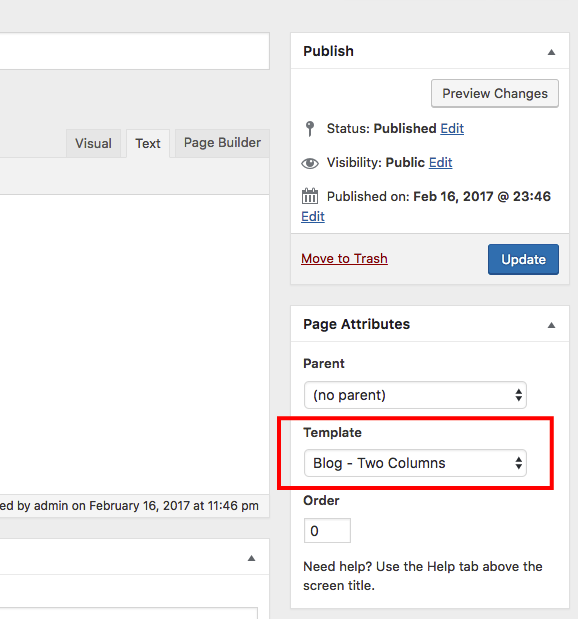 Publish
Preview Changes
Visual
Text
Page Builder
Status: Published Edit
Visibility: Public Edit
Published on: Feb 16, 2017 @ 23:46
Edit
Move to Trash
Update
Page Attributes
Parent
(no parent)
Template
Blog - Two Columns
Order
0
ed by admin on February 16, 2017 at 11:46 pm
Need help? Use the Help tab above the
screen title.